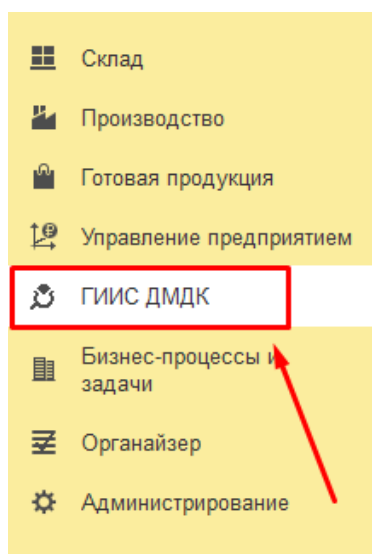 Склад
Производство
Готовая продукция
Управление предприятием
ГИИС ДМДК
Бизнес-процессы и
задачи
Органайзер
Администрирование